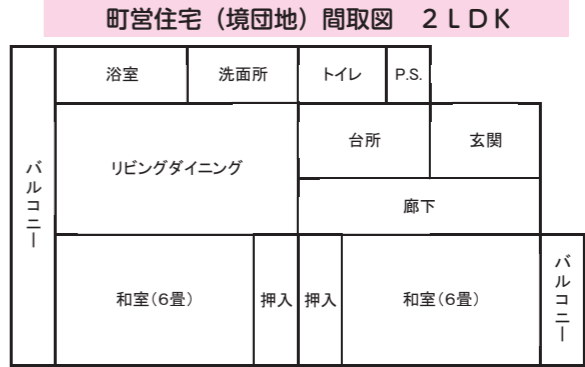 町営住宅（境団地）間取図　２ＬＤＫ
浴室
洗面所
トイレ
P.S.
バルコニー
リビングダイニング
台所
玄関
廊下
和室（６畳）
押入
押入
和室（６畳）
バルコニー